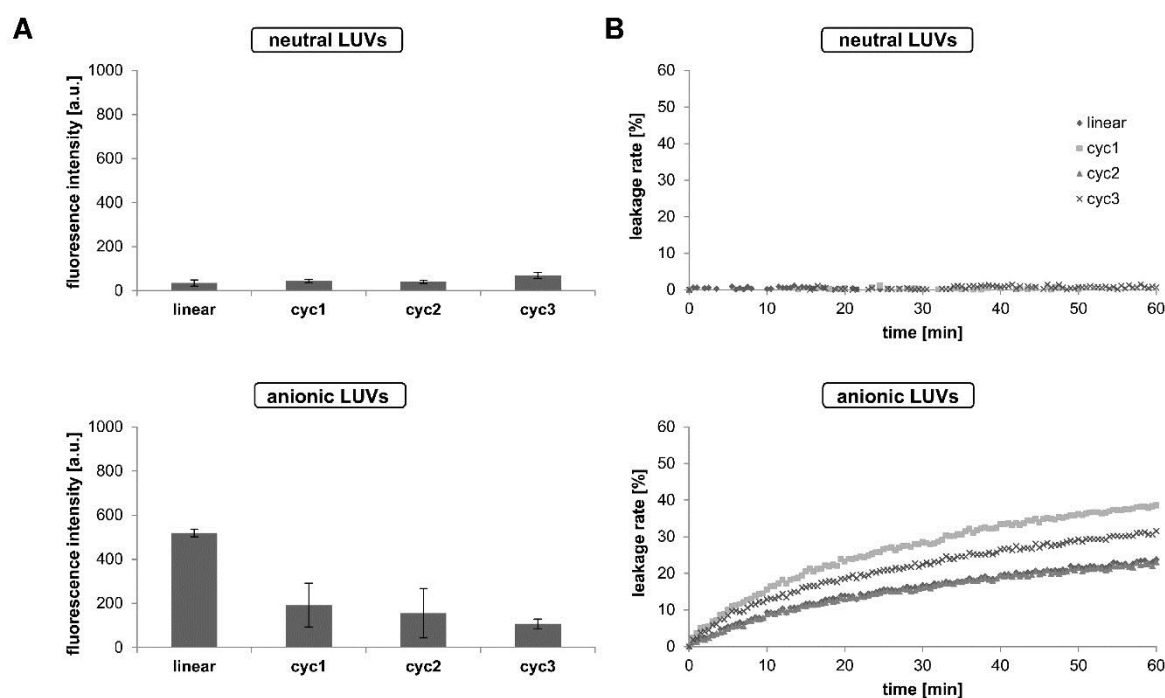 A
neutral LUVs
fluoresence intensity [a.u.]
1000
800
600
400
200
0
linear cyc1 cyc2 cyc3
B
neutral LUVs
leakage rate [%]
60
50
40
30
20
10
0
linear
cyc1
cyc2
cyc3
0 10 20 30 40 50 60
time [min]
anionic LUVs
fluorescence intensity [a.u.]
1000
800
600
400
200
0
linear cyc1 cyc2 cyc3
anionic LUVs
leakage rate [%]
60
50
40
30
20
10
0
0 10 20 30 40 50 60
time [min]